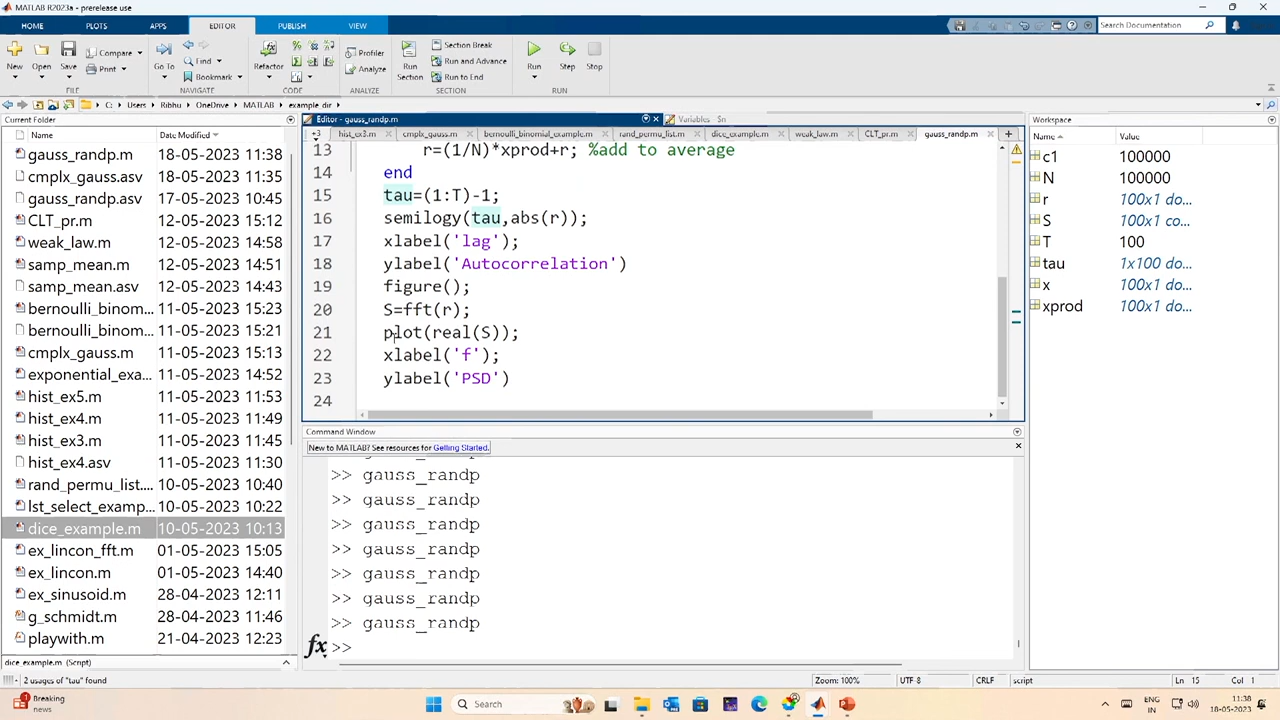 MATLAB R2023a - prerelease use
HOME PLOTS APPS EDITOR PUBLISH VIEW
Search Documentation
New Open Save Compare Print
Go To Find Bookmark
Refactor
Profiler Analyze
Run Section
Section Break
Run and Advance
Run to End
Run Step Stop
FILE NAVIGATE CODE ANALYZE SECTION RUN
C: Users Ribhu OneDrive MATLAB example_dir
Current Folder
Name Date Modified
gauss_randp.m 18-05-2023 11:38
cmplx_gauss.asv 18-05-2023 11:35
gauss_randp.asv 18-05-2023 11:37
CLT_pr.m 12-05-2023 15:12
weak_law.m 12-05-2023 14:58
samp_mean.m 12-05-2023 14:51
samp_mean.asv 12-05-2023 14:51
bernoulli_binom... 11-05-2023 15:23
bernoulli_binom... 11-05-2023 15:21
cmplx_gauss.m 11-05-2023 15:13
exponential_exa... 11-05-2023 14:52
hist_ex5.m 11-05-2023 11:53
hist_ex4.m 11-05-2023 11:49
hist_ex3.m 11-05-2023 11:45
hist_ex4.asv 11-05-2023 11:30
rand_permu_list.... 10-05-2023 10:40
lst_select_examp... 10-05-2023 10:22
dice_example.m 10-05-2023 10:13
ex_lincon_fft.m 01-05-2023 15:05
ex_lincon.m 01-05-2023 14:40
ex_sinusoid.m 28-04-2023 12:11
g_schmidt.m 28-04-2023 11:46
playwith.m 21-04-2023 12:23
dice_example.m (Script)
Editor - gauss_randp.m
Variables - S
+3 hist_ex3.m cmplx_gauss.m bernoulli_binomial_example.m rand_permu_list.m dice_example.m weak_law.m CLT_pr.m gauss_randp.m
13 r=(1/N)*xprod+r; %add to average
14 end
15 tau=(1:T)-1;
16 semilogy(tau,abs(r));
17 xlabel('lag');
18 ylabel('Autocorrelation')
19 figure();
20 S=fft(r);
21 plot(real(S));
22 xlabel('f');
23 ylabel('PSD')
24
Command Window
New to MATLAB? See resources for Getting Started.
>> gauss_randp
>> gauss_randp
>> gauss_randp
>> gauss_randp
>> gauss_randp
>> gauss_randp
>> gauss_randp
fx >>
Workspace
Name Value
c1 100000
N 100000
r 100x1 do...
S 100x1 co...
T 100
tau 1x100 do...
x 100x1 do...
xprod 100x1 do...
2 usages of "tau" found
Zoom: 100% UTF-8 CRLF script Ln 15 Col 1
Breaking news
Search
ENG IN
11:38
18-05-2023